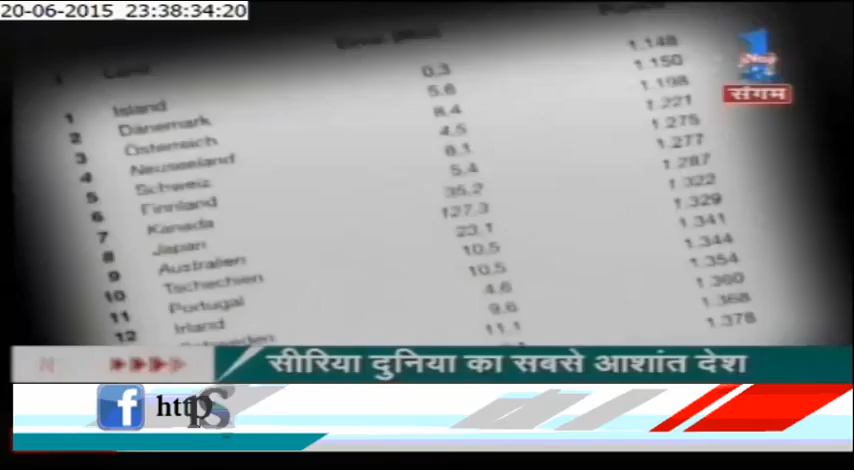 20-06-2015 23:38:34:20
1.148
0.3 1.150
1 Island 5.6 1.198
2 Dänemark 8.4 1.221
3 Österreich 4.5 1.275
4 Neuseeland 8.1 1.277
5 Schweiz 5.4 1.287
6 Finnland 35.2 1.322
7 Kanada 127.3 1.329
8 Japan 23.1 1.341
9 Australien 10.5 1.344
10 Tschechien 10.5 1.354
11 Portugal 4.6 1.360
12 Irland 9.6 1.368
11.1 1.378
संगम
सीरिया दुनिया का सबसे आशांत देश
f http